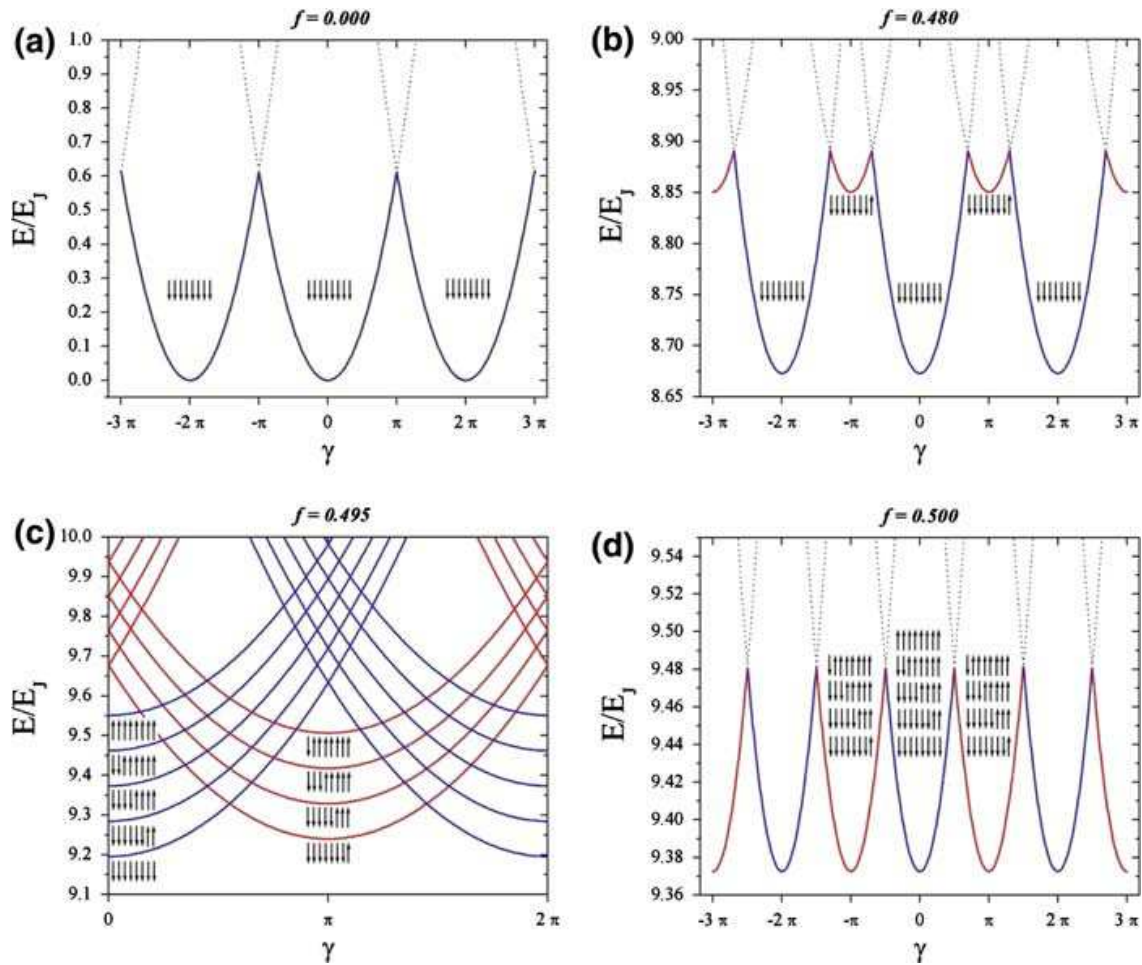 (a)
f = 0.000
1.0
0.9
0.8
0.7
0.6
0.5
0.4
0.3
0.2
0.1
0.0
E/E_J
-3 π -2 π -π 0 π 2 π 3 π
γ
(b)
f = 0.480
9.00
8.95
8.90
8.85
8.80
8.75
8.70
8.65
E/E_J
-3 π -2 π -π 0 π 2 π 3 π
γ
(c)
f = 0.495
10.0
9.9
9.8
9.7
9.6
9.5
9.4
9.3
9.2
9.1
E/E_J
0 π 2 π
γ
(d)
f = 0.500
9.54
9.52
9.50
9.48
9.46
9.44
9.42
9.40
9.38
9.36
E/E_J
-3 π -2 π -π 0 π 2 π 3 π
γ